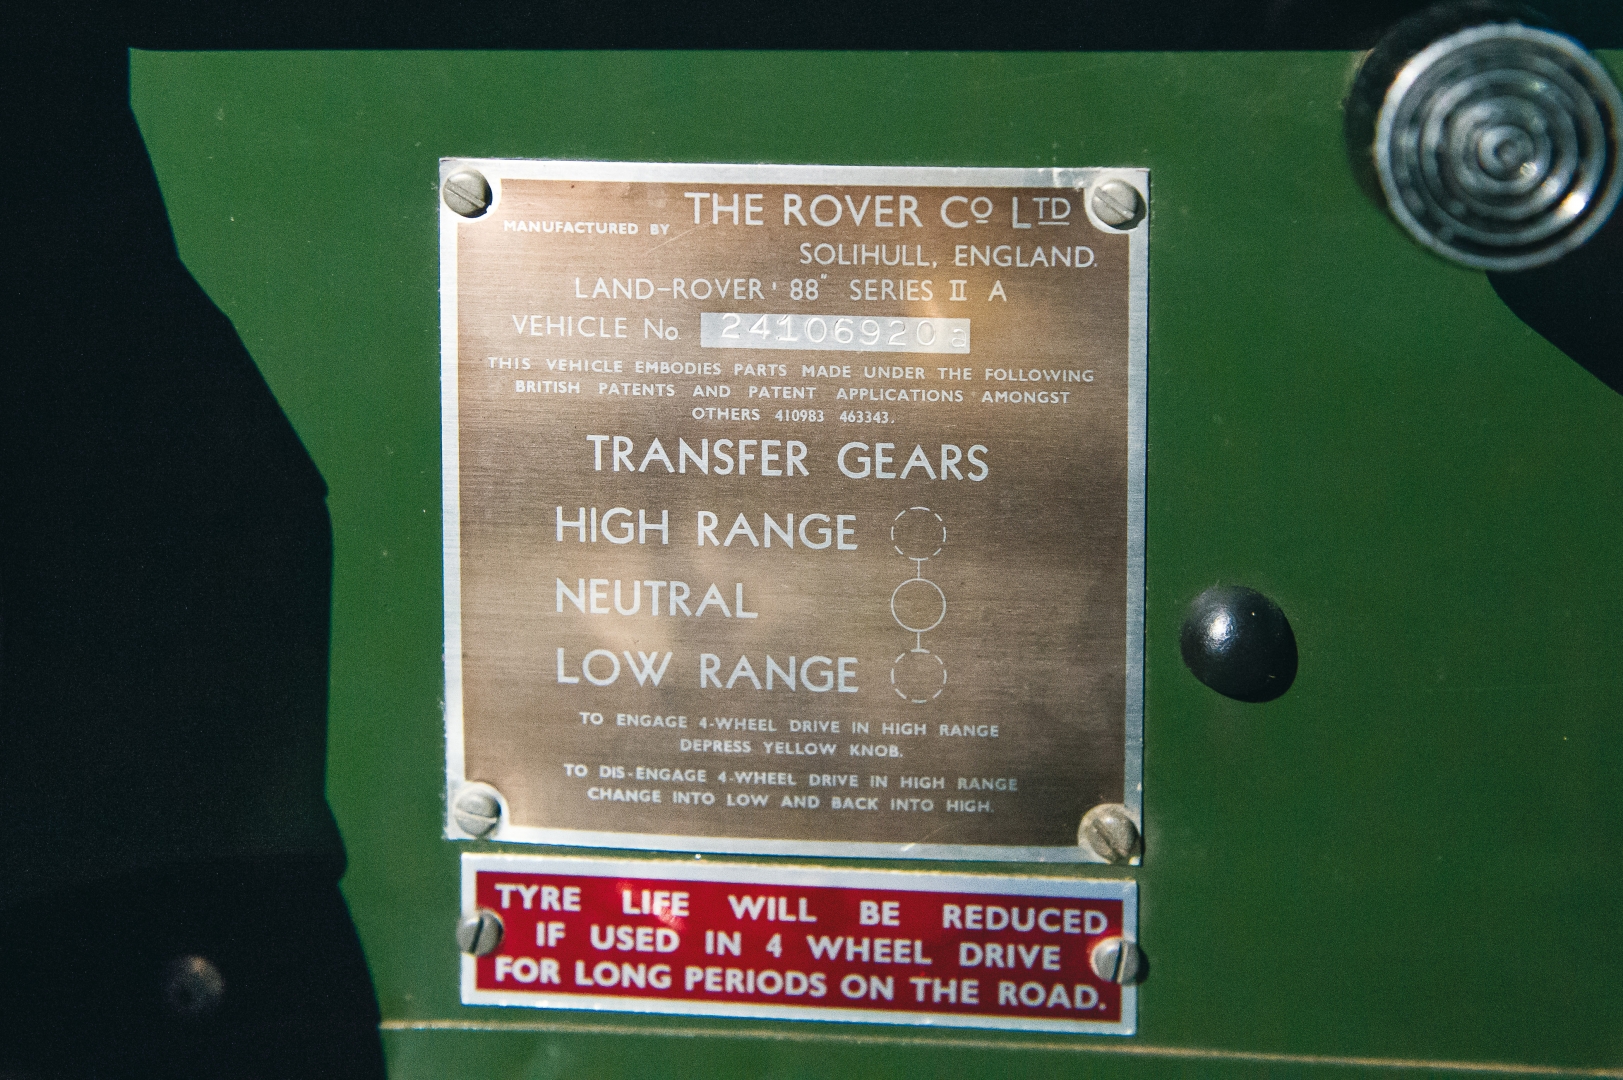 MANUFACTURED BY THE ROVER Cº LTD
SOLIHULL, ENGLAND.
LAND-ROVER ' 88" SERIES II A
VEHICLE No. 24106920 a
THIS VEHICLE EMBODIES PARTS MADE UNDER THE FOLLOWING
BRITISH PATENTS AND PATENT APPLICATIONS AMONGST
OTHERS 410983 463343.
TRANSFER GEARS
HIGH RANGE
NEUTRAL
LOW RANGE
TO ENGAGE 4-WHEEL DRIVE IN HIGH RANGE
DEPRESS YELLOW KNOB.
TO DIS-ENGAGE 4-WHEEL DRIVE IN HIGH RANGE
CHANGE INTO LOW AND BACK INTO HIGH.
TYRE LIFE WILL BE REDUCED
IF USED IN 4 WHEEL DRIVE
FOR LONG PERIODS ON THE ROAD.